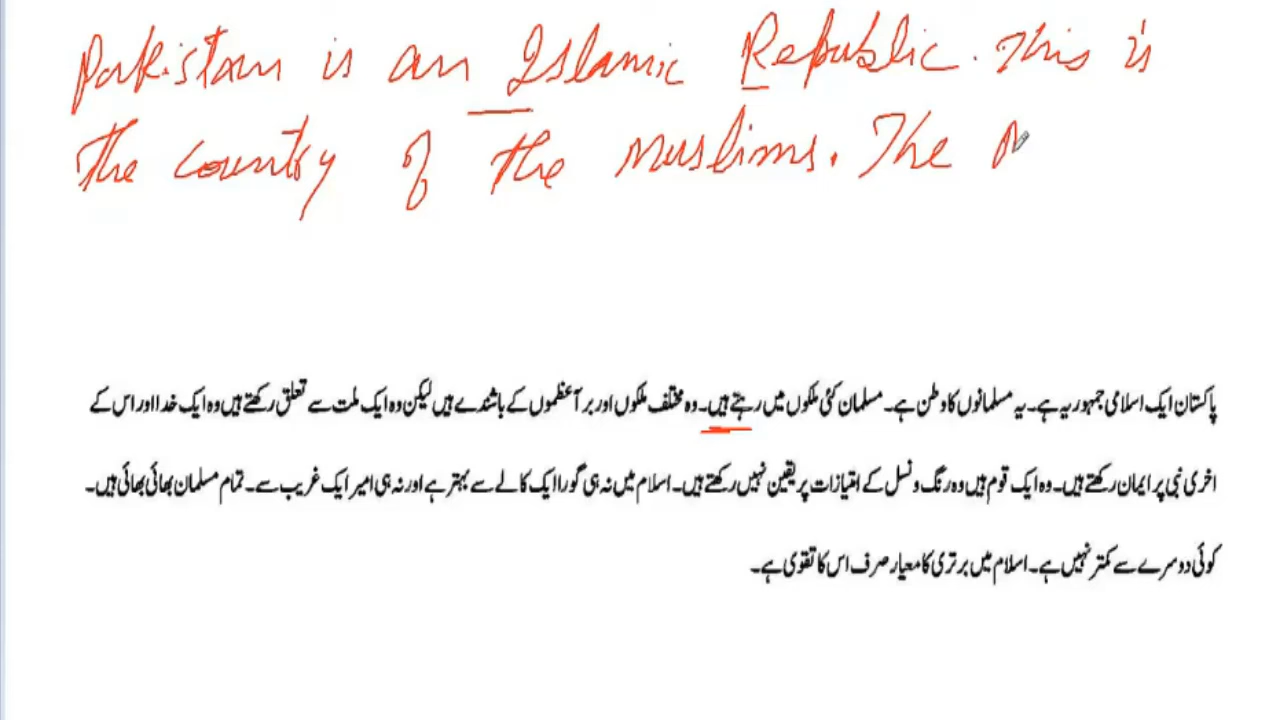 Pakistan is an Islamic Republic. This is
the country of the Muslims. The M
پاکستان ایک اسلامی جمہوریہ ہے۔ یہ مسلمانوں کا وطن ہے۔ مسلمان کئی ملکوں میں رہتے ہیں۔ وہ مختلف ملکوں اور بر آعظموں کے باشندے ہیں لیکن وہ ایک ملت سے تعلق رکھتے ہیں وہ ایک خدا اور اس کے
اخری نبی پر ایمان رکھتے ہیں۔ وہ ایک قوم ہیں وہ رنگ و نسل کے امتیازات پر یقین نہیں رکھتے ہیں۔ اسلام میں نہ ہی گورا ایک کالے سے بہتر ہے اور نہ ہی امیر ایک غریب سے۔ تمام مسلمان بھائی بھائی ہیں۔
کوئی دوسرے سے کمتر نہیں ہے۔ اسلام میں برتری کا معیار صرف اس کا تقوی ہے۔